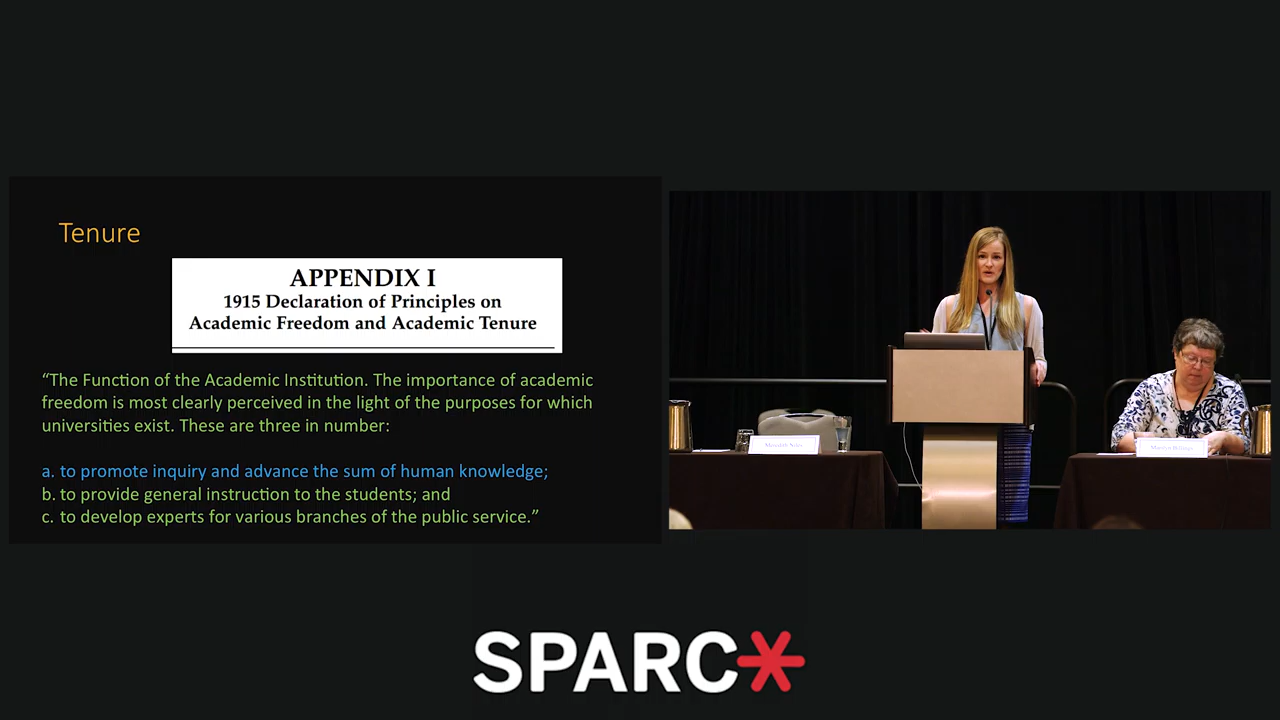 Tenure
APPENDIX I
1915 Declaration of Principles on
Academic Freedom and Academic Tenure
“The Function of the Academic Institution. The importance of academic
freedom is most clearly perceived in the light of the purposes for which
universities exist. These are three in number:
a. to promote inquiry and advance the sum of human knowledge;
b. to provide general instruction to the students; and
c. to develop experts for various branches of the public service.”
SPARC*